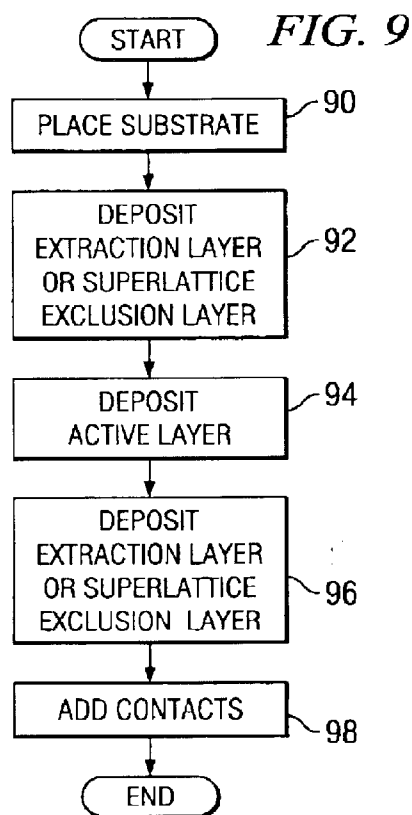 START
FIG. 9
PLACE SUBSTRATE
90
DEPOSIT
EXTRACTION LAYER
OR SUPERLATTICE
EXCLUSION LAYER
92
DEPOSIT
ACTIVE LAYER
94
DEPOSIT
EXTRACTION LAYER
OR SUPERLATTICE
EXCLUSION LAYER
96
ADD CONTACTS
98
END